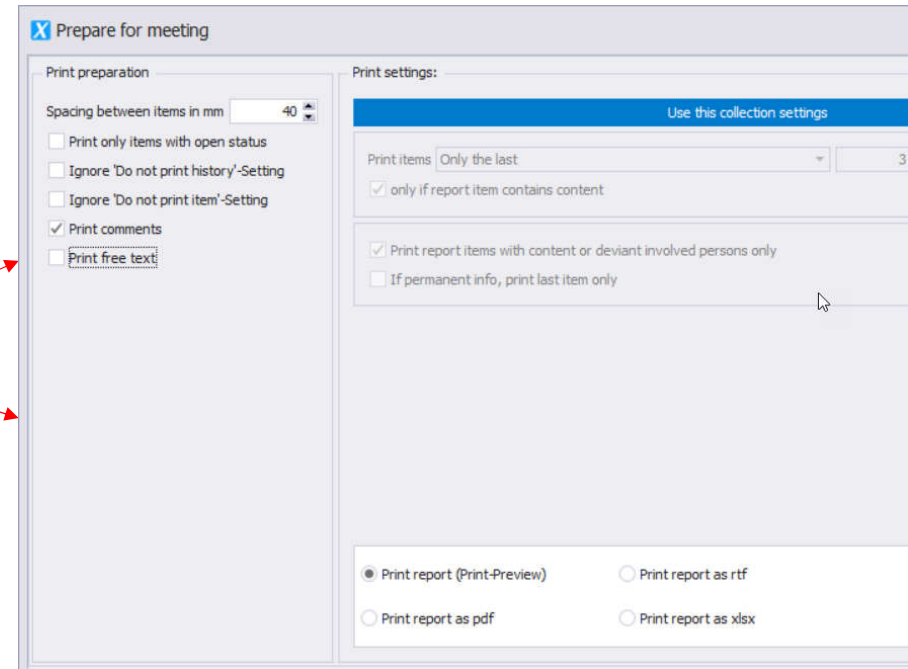 Prepare for meeting
Print preparation
Spacing between items in mm 40
Print only items with open status
Ignore 'Do not print history'-Setting
Ignore 'Do not print item'-Setting
Print comments
Print free text
Print settings:
Use this collection settings
Print items Only the last 3
only if report item contains content
Print report items with content or deviant involved persons only
If permanent info, print last item only
Print report (Print-Preview) Print report as rtf
Print report as pdf Print report as xlsx